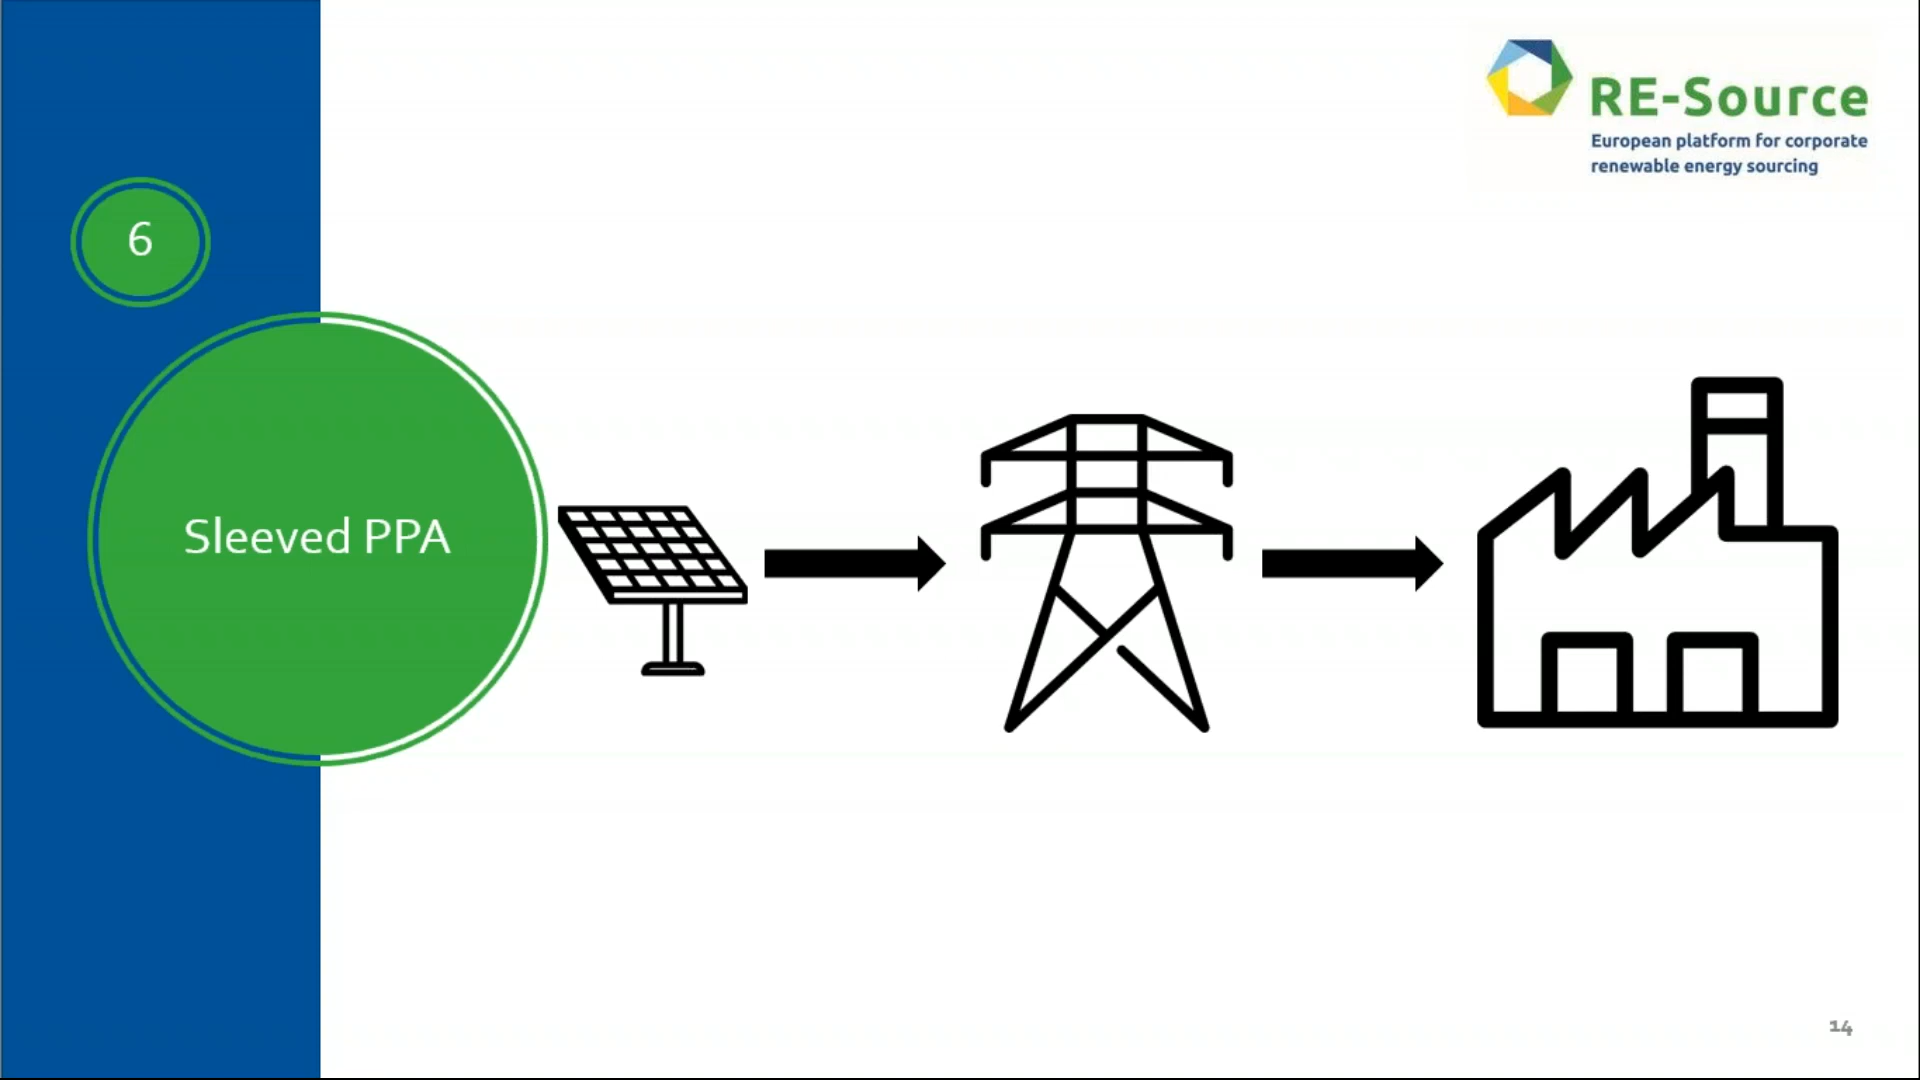 RE-Source
European platform for corporate
renewable energy sourcing
6
Sleeved PPA
14